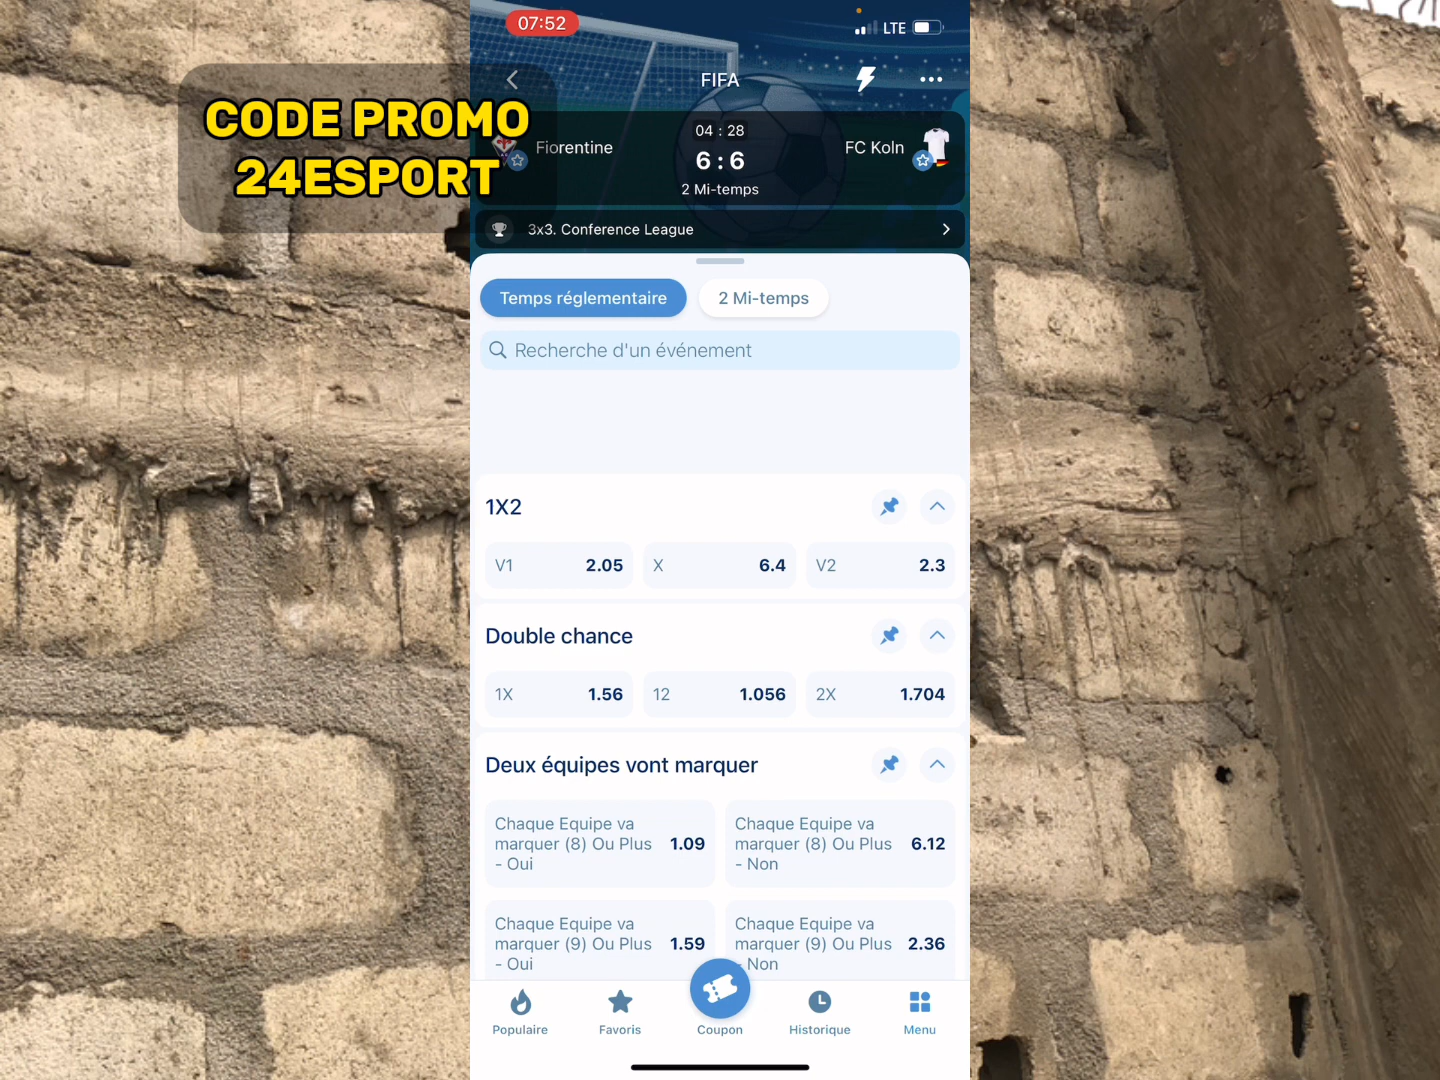 07:52
LTE
FIFA
CODE PROMO
24ESPORT
Fiorentine
04 : 28
6 : 6
2 Mi-temps
FC Koln
3x3. Conference League
Temps réglementaire
2 Mi-temps
Recherche d'un événement
1X2
V1 2.05
X 6.4
V2 2.3
Double chance
1X 1.56
12 1.056
2X 1.704
Deux équipes vont marquer
Chaque Equipe va
marquer (8) Ou Plus
- Oui
1.09
Chaque Equipe va
marquer (8) Ou Plus
- Non
6.12
Chaque Equipe va
marquer (9) Ou Plus
- Oui
1.59
Chaque Equipe va
marquer (9) Ou Plus
- Non
2.36
Populaire
Favoris
Coupon
Historique
Menu